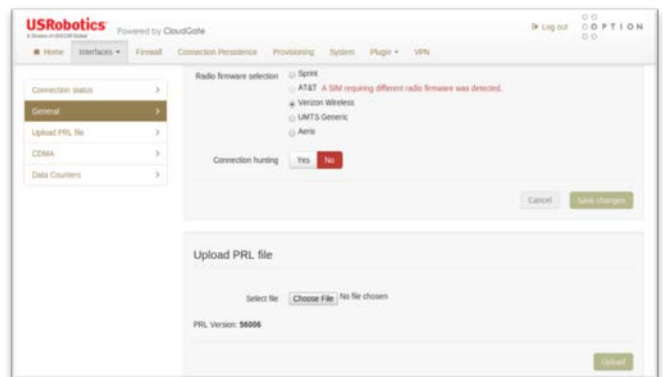 USRobotics Powered by CloudGate
A Division of UNICOM Global
Log out
OPTION
Home Interfaces Firewall Connection Persistence Provisioning System Plugin VPN
Connection status
General
Upload PRL file
CDMA
Data Counters
Radio firmware selection
Sprint
AT&T A SIM requiring different radio firmware was detected.
Verizon Wireless
UMTS Generic
Aeris
Connection hunting Yes No
Cancel Save changes
Upload PRL file
Select file Choose File No file chosen
PRL Version: 56006
Upload